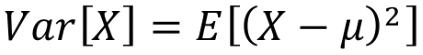 Var[X] = E[(X − μ)²]